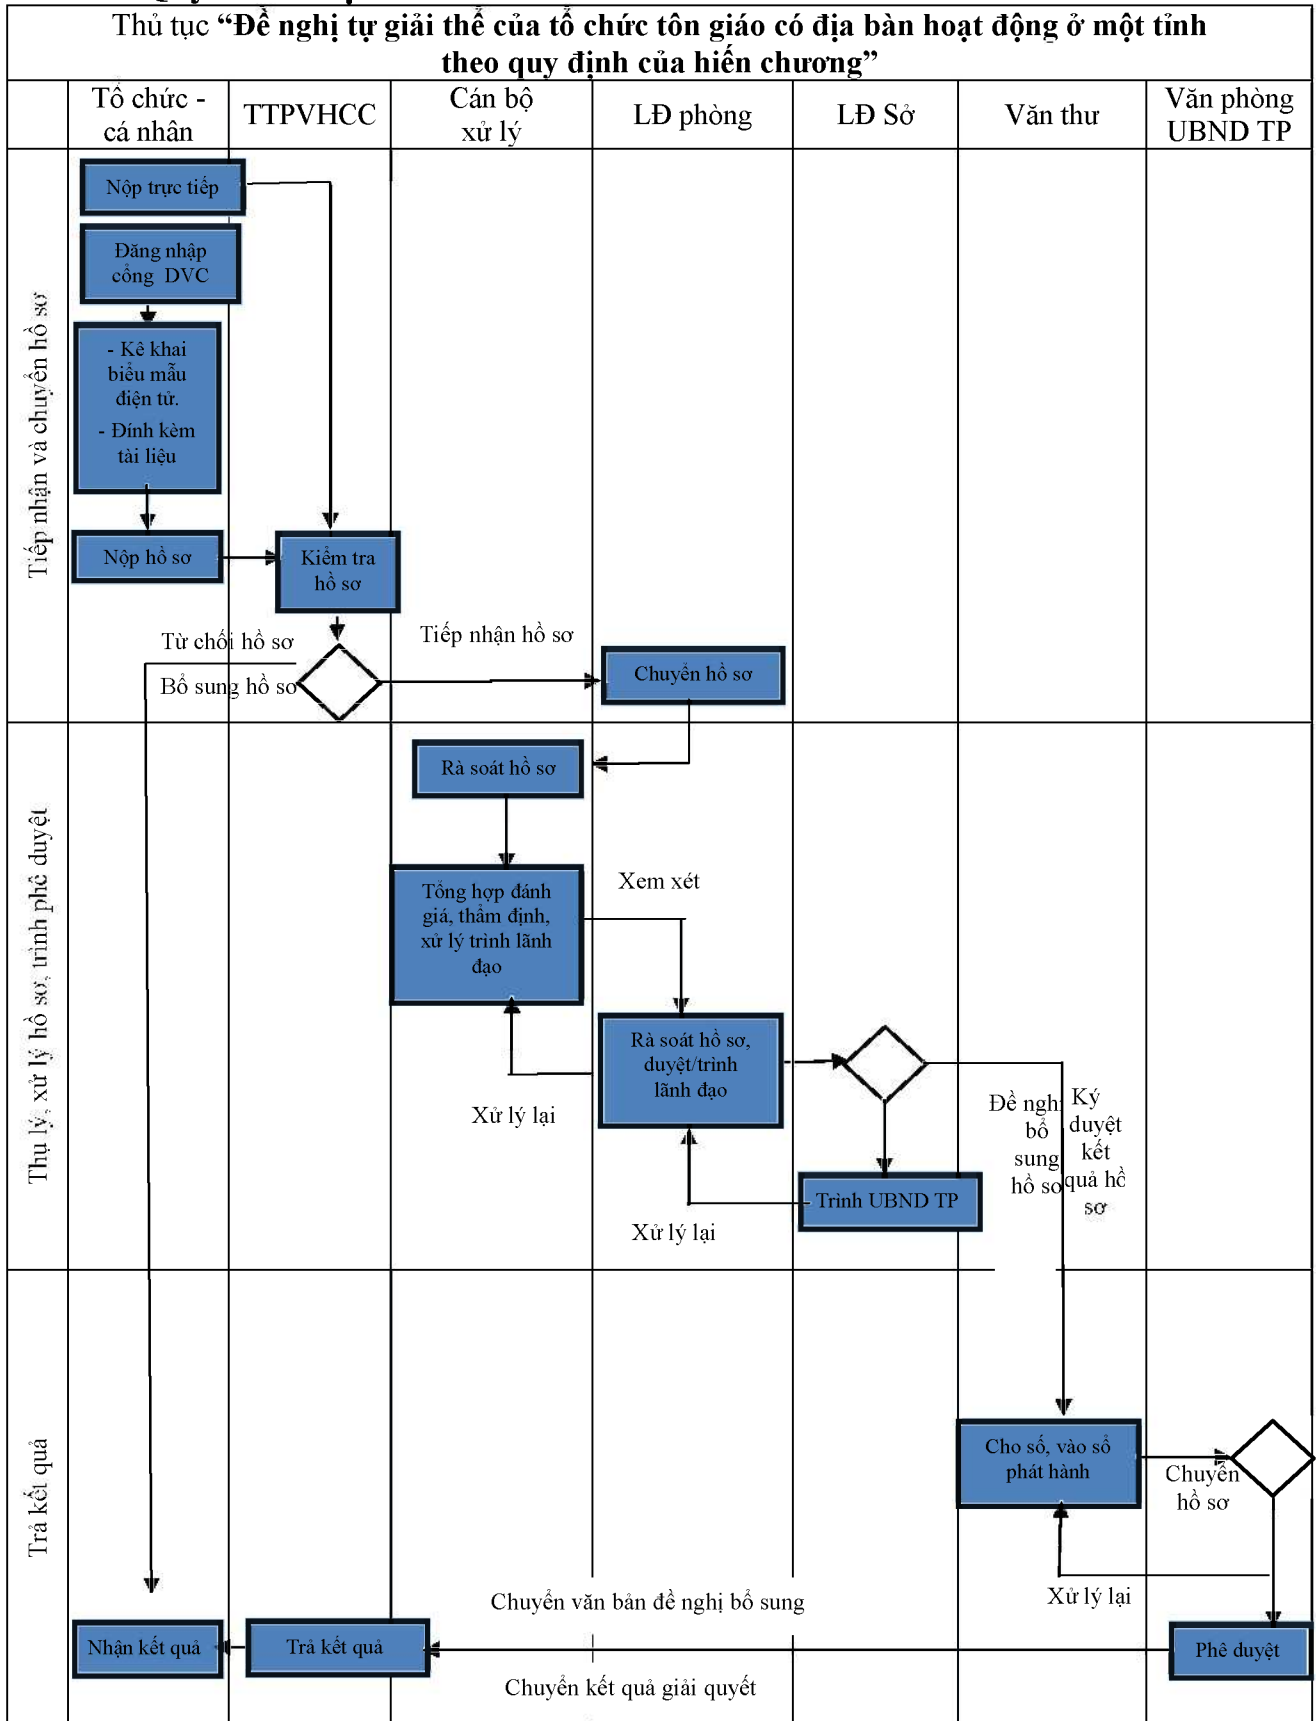 Thủ tục “Đề nghị tự giải thể của tổ chức tôn giáo có địa bàn hoạt động ở một tỉnh
theo quy định của hiến chương”
Tổ chức -
cá nhân
TTPVHCC
Cán bộ
xử lý
LĐ phòng
LĐ Sở
Văn thư
Văn phòng
UBND TP
Tiếp nhận và chuyển hồ sơ
Nộp trực tiếp
Đăng nhập
cổng DVC
- Kê khai
biểu mẫu
điện tử.
- Đính kèm
tài liệu
Nộp hồ sơ
Kiểm tra
hồ sơ
Từ chối hồ sơ
Bổ sung hồ sơ
Tiếp nhận hồ sơ
Chuyển hồ sơ
Thụ lý, xử lý hồ sơ, trình phê duyệt
Rà soát hồ sơ
Tổng hợp đánh
giá, thẩm định,
xử lý trình lãnh
đạo
Xem xét
Rà soát hồ sơ,
duyệt/trình
lãnh đạo
Xử lý lại
Trình UBND TP
Xử lý lại
Đề nghị
bổ
sung
hồ sơ
Ký
duyệt
kết
quả hồ
sơ
Trả kết quả
Cho số, vào sổ
phát hành
Chuyển
hồ sơ
Xử lý lại
Chuyển văn bản đề nghị bổ sung
Nhận kết quả
Trả kết quả
Phê duyệt
Chuyển kết quả giải quyết